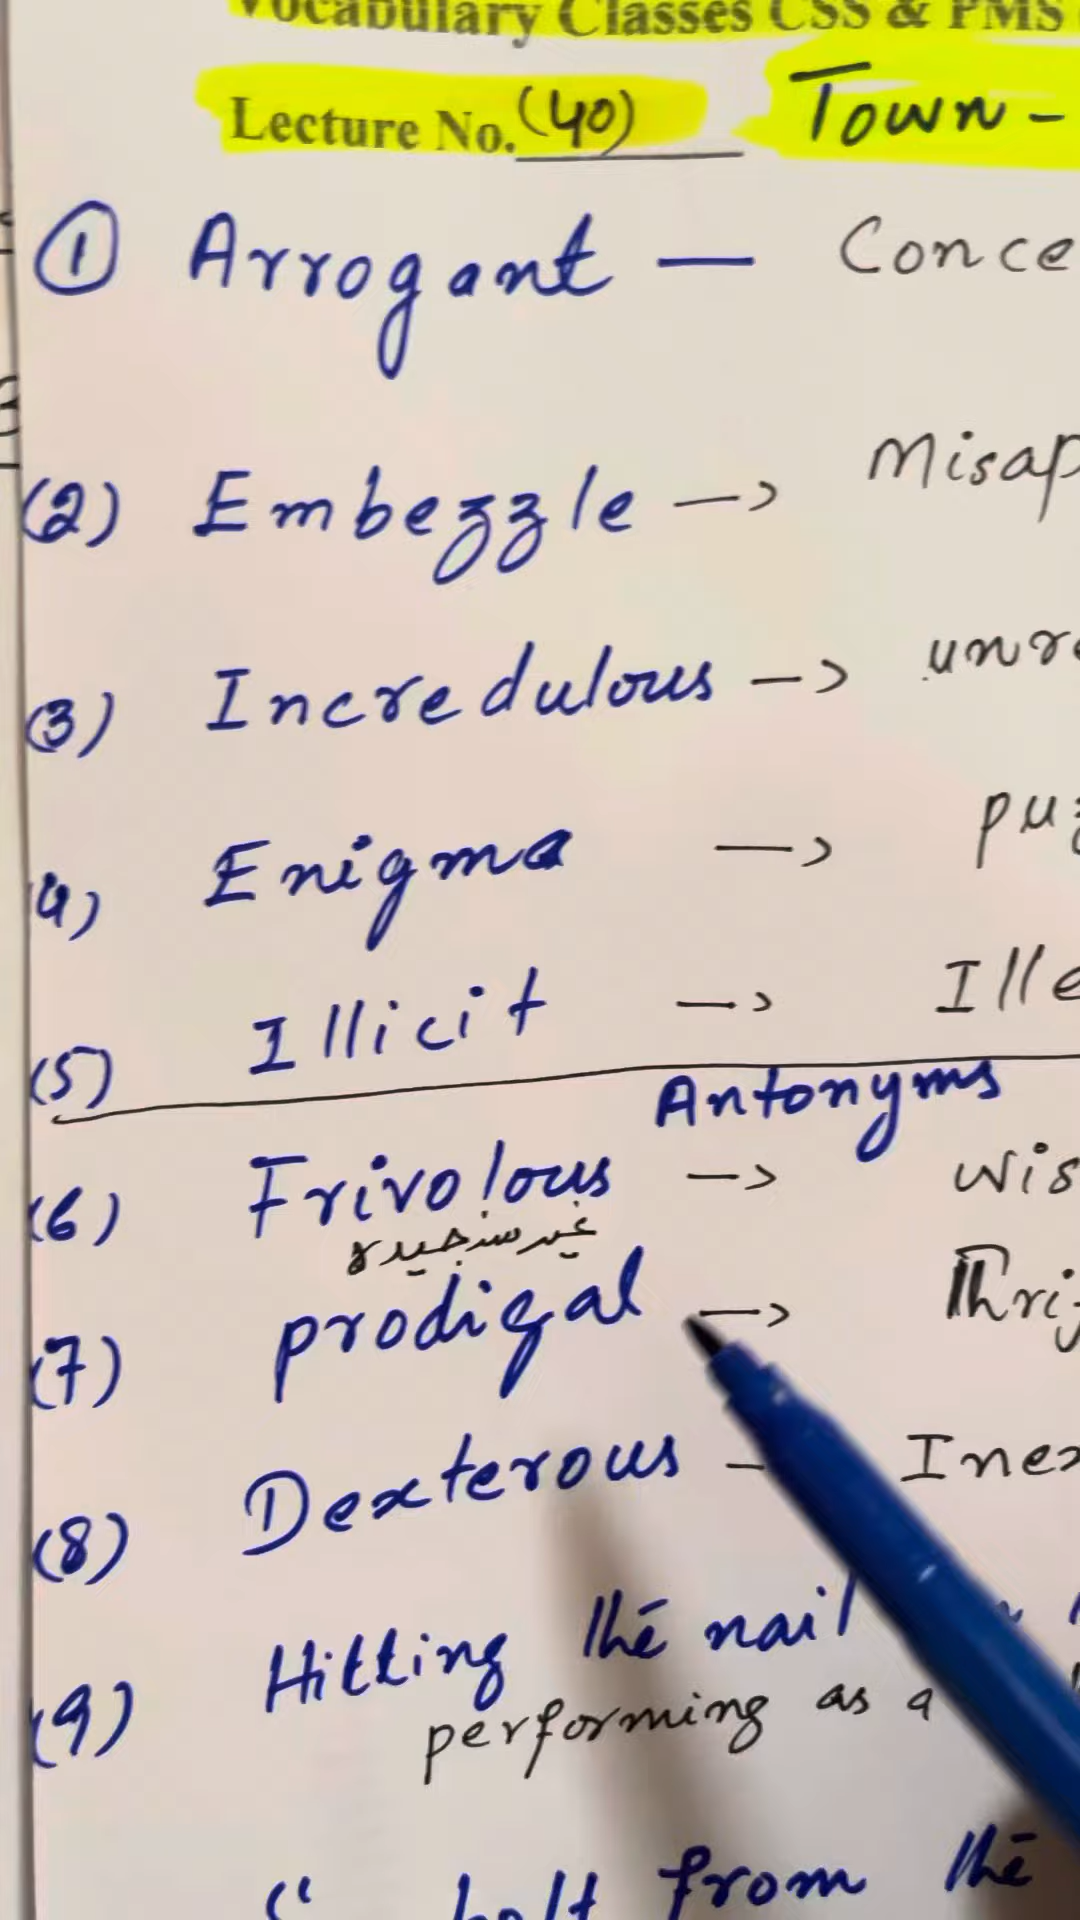 Vocabulary Classes CSS & PMS
Lecture No. (40) Town -
① Arrogant — Conce
(2) Embezzle -> Misap
(3) Incredulous -> unre
4) Enigma -> puz
(5) Illicit -> Ille
Antonyms
(6) Frivolous -> wis
غیر سنجیدہ
(7) prodigal -> Thrif
(8) Dexterous - Inex
(9) Hitting the nail
performing as a
bolt from the